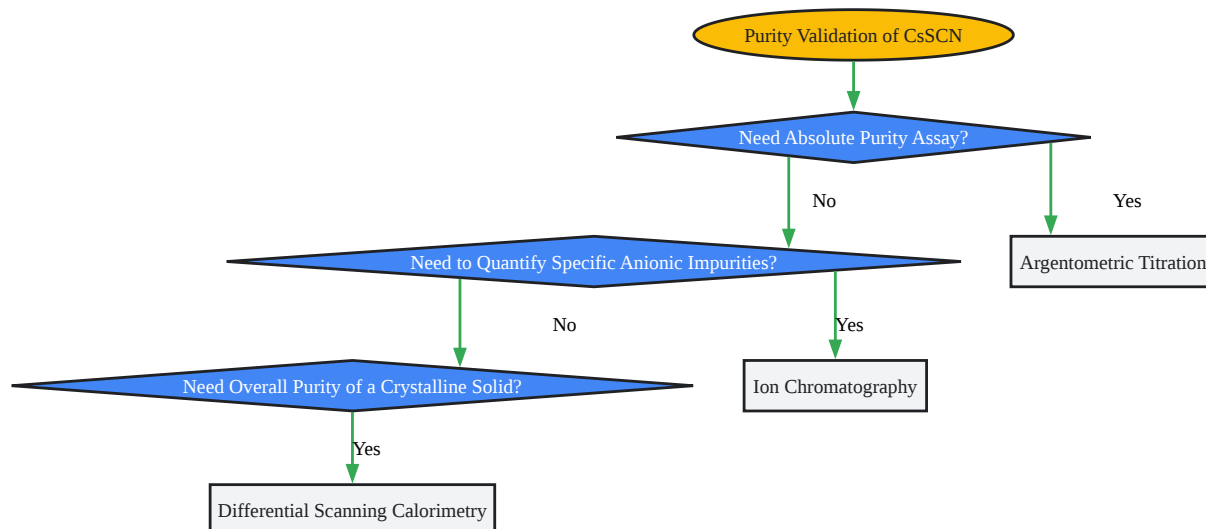 Purity Validation of CsSCN
Need Absolute Purity Assay?
No
Yes
Need to Quantify Specific Anionic Impurities?
Argentometric Titration
No
Yes
Need Overall Purity of a Crystalline Solid?
Ion Chromatography
Yes
Differential Scanning Calorimetry